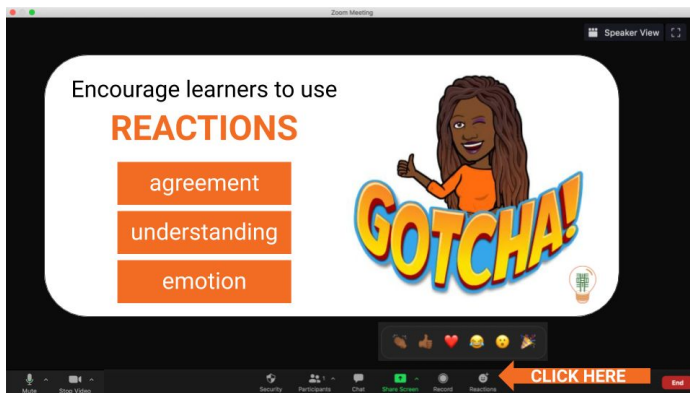 Zoom Meeting
Speaker View
Encourage learners to use
REACTIONS
agreement
understanding
emotion
GOTCHA!
CLICK HERE
Mute
Stop Video
Security
Participants
1
Chat
Share Screen
Record
Reactions
End